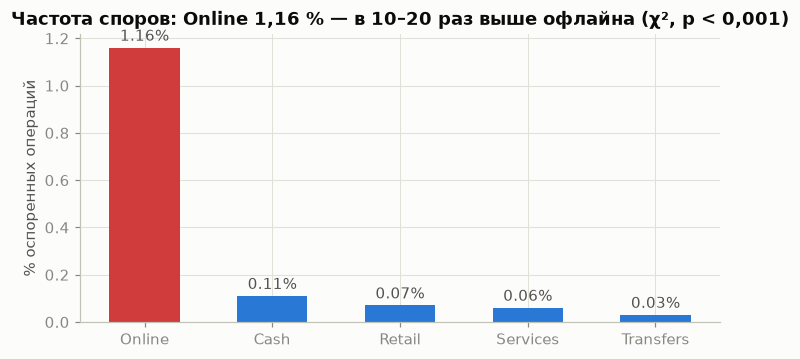 Частота споров: Online 1,16 % — в 10–20 раз выше офлайна (χ², p < 0,001)
% оспоренных операций
1.2
1.0
0.8
0.6
0.4
0.2
0.0
1.16%
0.11%
0.07%
0.06%
0.03%
Online
Cash
Retail
Services
Transfers